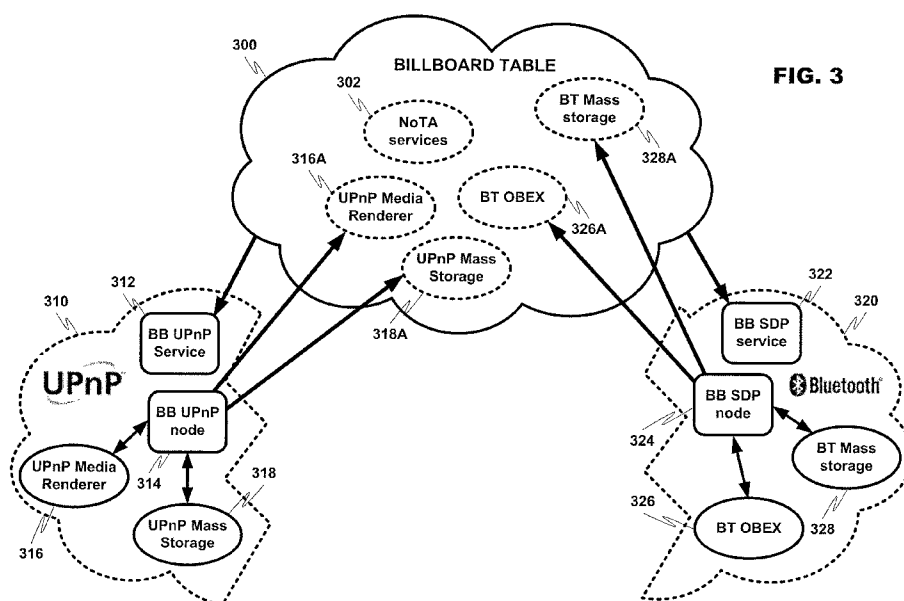 300
BILLBOARD TABLE
FIG. 3
302
NoTA
services
BT Mass
storage
328A
316A
UPnP Media
Renderer
BT OBEX
326A
UPnP Mass
Storage
318A
310
312
BB UPnP
Service
UPnP
BB UPnP
node
314
UPnP Media
Renderer
316
318
UPnP Mass
Storage
322
320
BB SDP
service
Bluetooth®
BB SDP
node
324
BT Mass
storage
328
326
BT OBEX